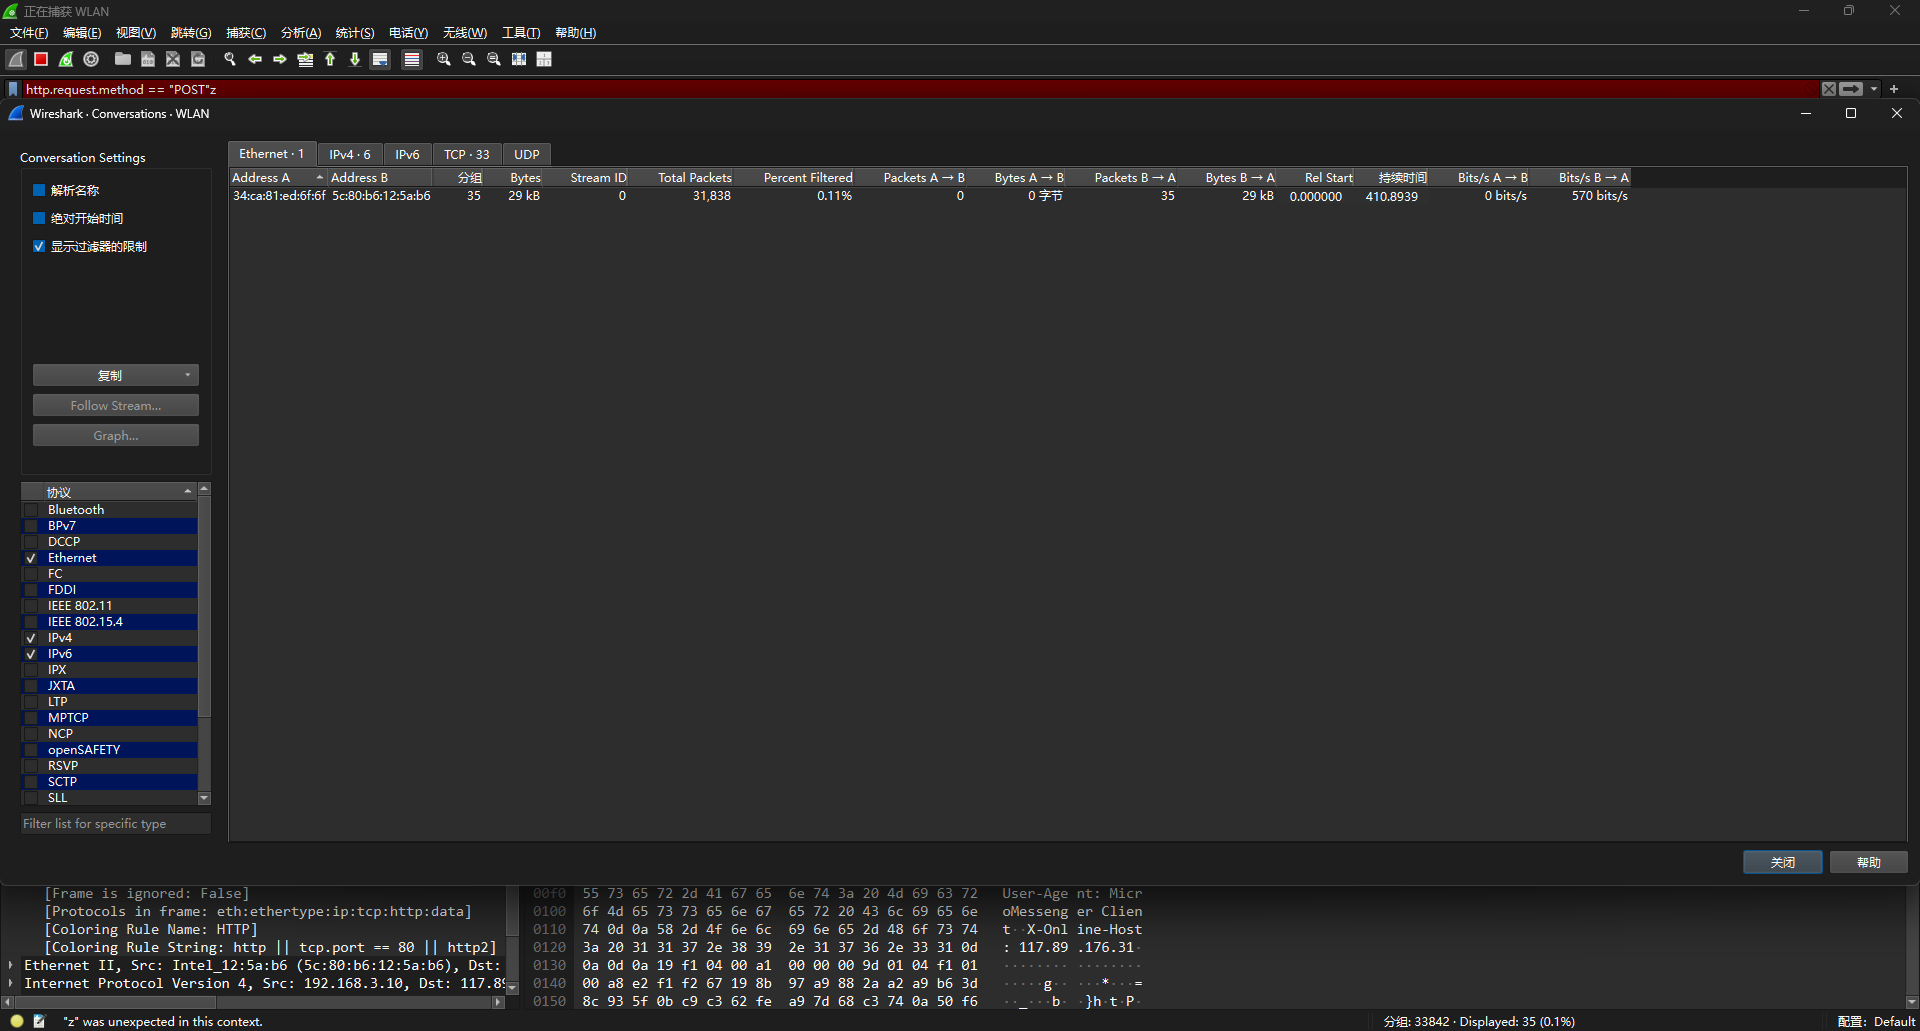 正在捕获 WLAN
文件(F) 编辑(E) 视图(V) 跳转(G) 捕获(C) 分析(A) 统计(S) 电话(Y) 无线(W) 工具(T) 帮助(H)
http.request.method == "POST"z
Wireshark · Conversations · WLAN
Conversation Settings
解析名称
绝对开始时间
显示过滤器的限制
复制
Follow Stream...
Graph...
协议
Bluetooth
BPv7
DCCP
Ethernet
FC
FDDI
IEEE 802.11
IEEE 802.15.4
IPv4
IPv6
IPX
JXTA
LTP
MPTCP
NCP
openSAFETY
RSVP
SCTP
SLL
Filter list for specific type
Ethernet · 1 IPv4 · 6 IPv6 TCP · 33 UDP
Address A Address B 分组 Bytes Stream ID Total Packets Percent Filtered Packets A → B Bytes A → B Packets B → A Bytes B → A Rel Start 持续时间 Bits/s A → B Bits/s B → A
34:ca:81:ed:6f:6f 5c:80:b6:12:5a:b6 35 29 kB 0 31,838 0.11% 0 0 字节 35 29 kB 0.000000 410.8939 0 bits/s 570 bits/s
关闭 帮助
[Frame is ignored: False]
[Protocols in frame: eth:ethertype:ip:tcp:http:data]
[Coloring Rule Name: HTTP]
[Coloring Rule String: http || tcp.port == 80 || http2]
Ethernet II, Src: Intel_12:5a:b6 (5c:80:b6:12:5a:b6), Dst:
Internet Protocol Version 4, Src: 192.168.3.10, Dst: 117.89
00f0 55 73 65 72 2d 41 67 65 6e 74 3a 20 4d 69 63 72 User-Age nt: Micr
0100 6f 4d 65 73 73 65 6e 67 65 72 20 43 6c 69 65 6e oMesseng er Clien
0110 74 0d 0a 58 2d 4f 6e 6c 69 6e 65 2d 48 6f 73 74 t··X-Onl ine-Host
0120 3a 20 31 31 37 2e 38 39 2e 31 37 36 2e 33 31 0d : 117.89 .176.31·
0130 0a 0d 0a 19 f1 04 00 a1 00 00 00 9d 01 04 f1 01 ········ ········
0140 00 a8 e2 f1 f2 67 19 8b 97 a9 88 2a a2 a9 b6 3d ·····g·· ···*···=
0150 8c 93 5f 0b c9 c3 62 fe a9 7d 68 c3 74 0a 50 f6 ··_···b· ·}h·t·P·
"z" was unexpected in this context.
分组: 33842 · Displayed: 35 (0.1%)
配置: Default